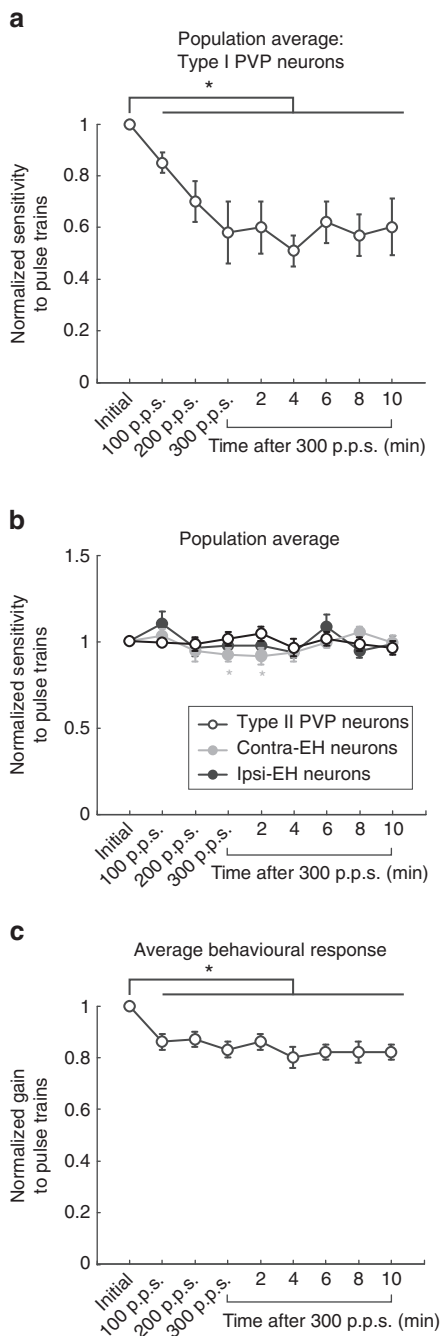 a
Population average:
Type I PVP neurons
*
Normalized sensitivity
to pulse trains
1
0.8
0.6
0.4
0.2
0
Initial
100 p.p.s.
200 p.p.s.
300 p.p.s.
2
4
6
8
10
Time after 300 p.p.s. (min)
b
Population average
Normalized sensitivity
to pulse trains
1.5
1
0.5
0
*
*
Type II PVP neurons
Contra-EH neurons
Ipsi-EH neurons
Initial
100 p.p.s.
200 p.p.s.
300 p.p.s.
2
4
6
8
10
Time after 300 p.p.s. (min)
c
Average behavioural response
*
Normalized gain
to pulse trains
1
0.8
0.6
0.4
0.2
0
Initial
100 p.p.s.
200 p.p.s.
300 p.p.s.
2
4
6
8
10
Time after 300 p.p.s. (min)